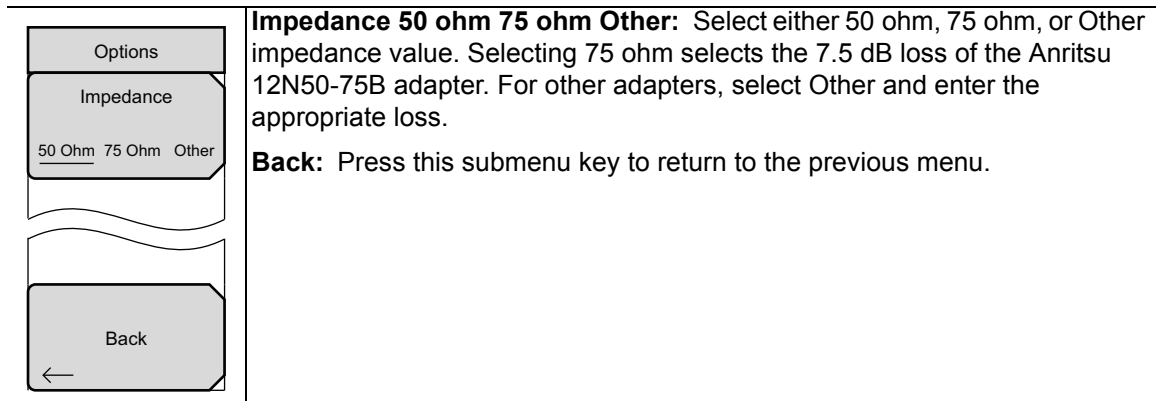 Options
Impedance
50 Ohm 75 Ohm Other
Back
Impedance 50 ohm 75 ohm Other: Select either 50 ohm, 75 ohm, or Other
impedance value. Selecting 75 ohm selects the 7.5 dB loss of the Anritsu
12N50-75B adapter. For other adapters, select Other and enter the
appropriate loss.
Back: Press this submenu key to return to the previous menu.